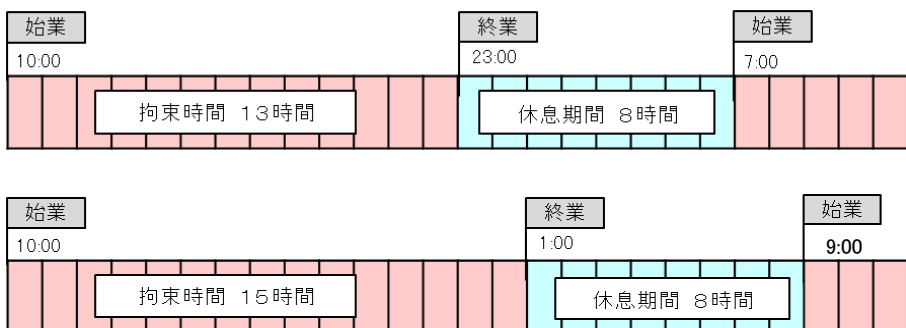 始業
終業
始業
10:00
23:00
7:00
拘束時間 13時間
休息期間 8時間
始業
終業
始業
10:00
1:00
9:00
拘束時間 15時間
休息期間 8時間